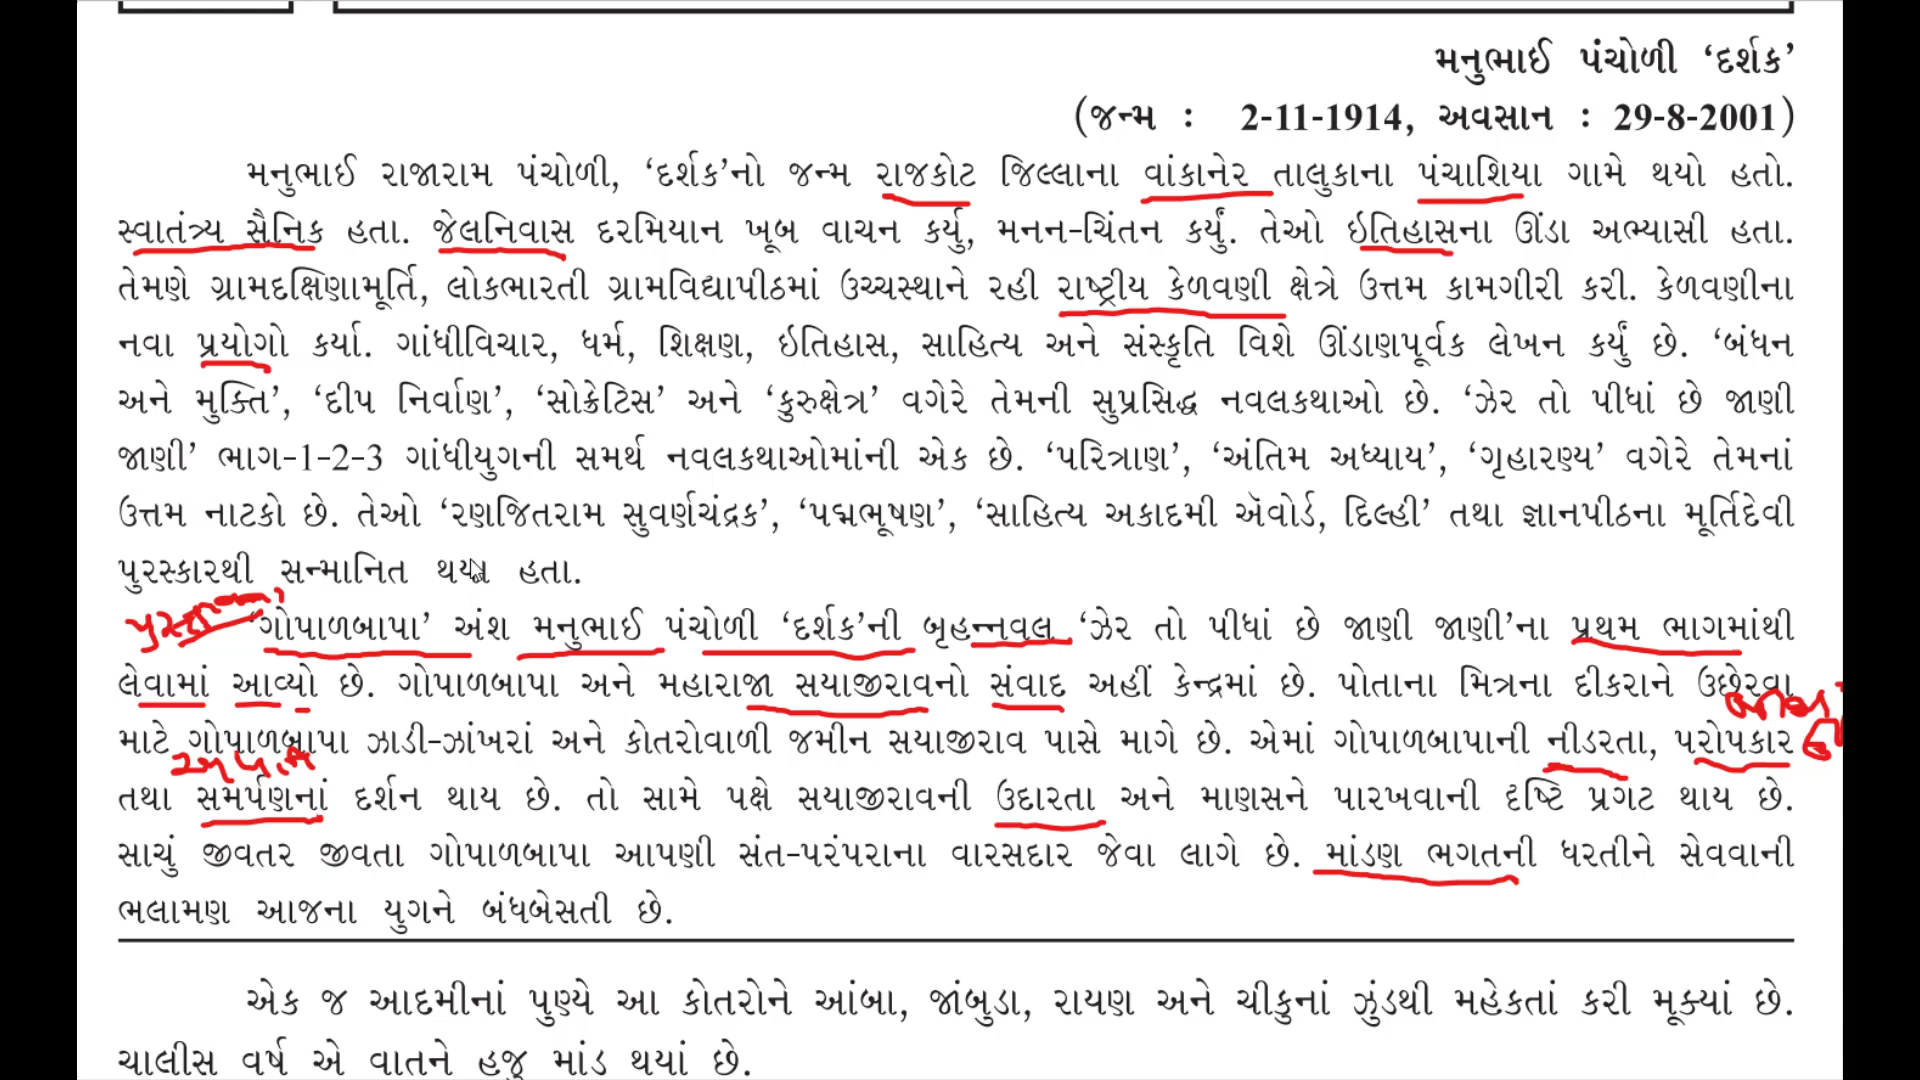 મનુભાઈ પંચોળી ‘દર્શક’
(જન્મ : 2-11-1914, અવસાન : 29-8-2001)
મનુભાઈ રાજારામ પંચોળી, ‘દર્શક’નો જન્મ રાજકોટ જિલ્લાના વાંકાનેર તાલુકાના પંચાશિયા ગામે થયો હતો.
સ્વાતંત્ર્ય સૈનિક હતા. જેલનિવાસ દરમિયાન ખૂબ વાચન કર્યુ, મનન-ચિંતન કર્યું. તેઓ ઇતિહાસના ઊંડા અભ્યાસી હતા.
તેમણે ગ્રામદક્ષિણામૂર્તિ, લોકભારતી ગ્રામવિદ્યાપીઠમાં ઉચ્ચસ્થાને રહી રાષ્ટ્રીય કેળવણી ક્ષેત્રે ઉત્તમ કામગીરી કરી. કેળવણીના
નવા પ્રયોગો કર્યા. ગાંધીવિચાર, ધર્મ, શિક્ષણ, ઇતિહાસ, સાહિત્ય અને સંસ્કૃતિ વિશે ઊંડાણપૂર્વક લેખન કર્યું છે. ‘બંધન
અને મુક્તિ’, ‘દીપ નિર્વાણ’, ‘સોક્રેટિસ’ અને ‘કુરુક્ષેત્ર’ વગેરે તેમની સુપ્રસિદ્ધ નવલકથાઓ છે. ‘ઝેર તો પીધાં છે જાણી
જાણી’ ભાગ-1-2-3 ગાંધીયુગની સમર્થ નવલકથાઓમાંની એક છે. ‘પરિત્રાણ’, ‘અંતિમ અધ્યાય’, ‘ગૃહારણ્ય’ વગેરે તેમનાં
ઉત્તમ નાટકો છે. તેઓ ‘રણજિતરામ સુવર્ણચંદ્રક’, ‘પદ્મભૂષણ’, ‘સાહિત્ય અકાદમી ઍવોર્ડ, દિલ્હી’ તથા જ્ઞાનપીઠના મૂર્તિદેવી
પુરસ્કારથી સન્માનિત થયા હતા.
‘ગોપાળબાપા’ અંશ મનુભાઈ પંચોળી ‘દર્શક’ની બૃહન્નવલ ‘ઝેર તો પીધાં છે જાણી જાણી’ના પ્રથમ ભાગમાંથી
લેવામાં આવ્યો છે. ગોપાળબાપા અને મહારાજા સયાજીરાવનો સંવાદ અહીં કેન્દ્રમાં છે. પોતાના મિત્રના દીકરાને ઉછેરવા
માટે ગોપાળબાપા ઝાડી-ઝાંખરાં અને કોતરોવાળી જમીન સયાજીરાવ પાસે માગે છે. એમાં ગોપાળબાપાની નીડરતા, પરોપકાર
તથા સમર્પણનાં દર્શન થાય છે. તો સામે પક્ષે સયાજીરાવની ઉદારતા અને માણસને પારખવાની દૃષ્ટિ પ્રગટ થાય છે.
સાચું જીવતર જીવતા ગોપાળબાપા આપણી સંત-પરંપરાના વારસદાર જેવા લાગે છે. માંડણ ભગતની ધરતીને સેવવાની
ભલામણ આજના યુગને બંધબેસતી છે.
એક જ આદમીનાં પુણ્યે આ કોતરોને આંબા, જાંબુડા, રાયણ અને ચીકુનાં ઝુંડથી મહેકતાં કરી મૂક્યાં છે.
ચાલીસ વર્ષ એ વાતને હજુ માંડ થયાં છે.